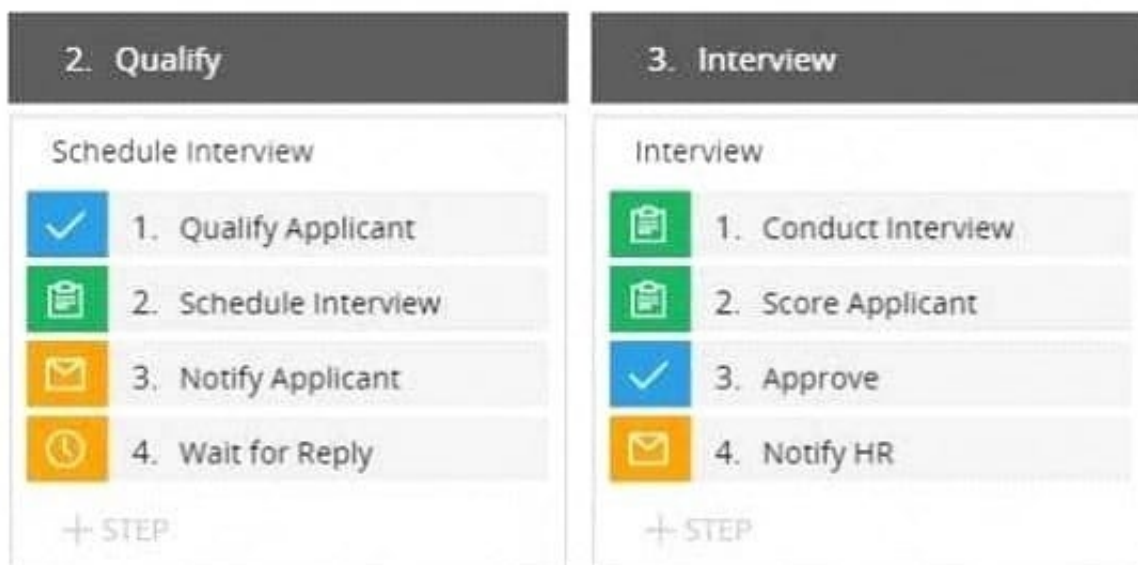 2. Qualify
Schedule Interview
1. Qualify Applicant
2. Schedule Interview
3. Notify Applicant
4. Wait for Reply
+ STEP
3. Interview
Interview
1. Conduct Interview
2. Score Applicant
3. Approve
4. Notify HR
+ STEP